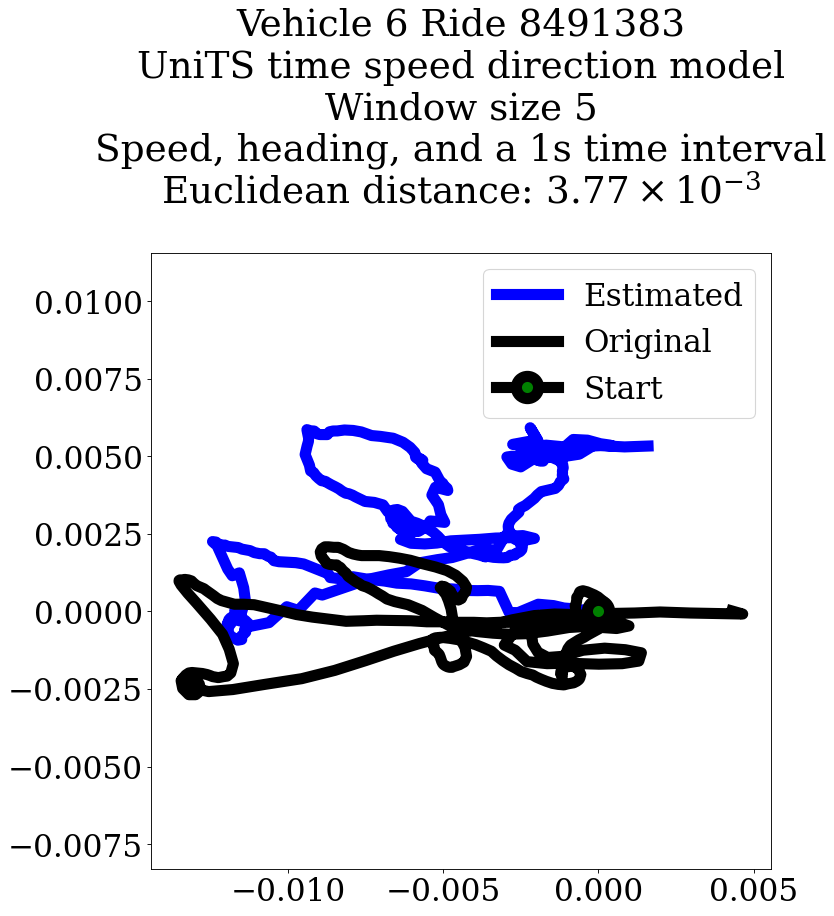 Vehicle 6 Ride 8491383
UniTS time speed direction model
Window size 5
Speed, heading, and a 1s time interval
Euclidean distance: 3.77 × 10⁻³
Estimated
Original
Start
0.0100
0.0075
0.0050
0.0025
0.0000
−0.0025
−0.0050
−0.0075
−0.010 −0.005 0.000 0.005